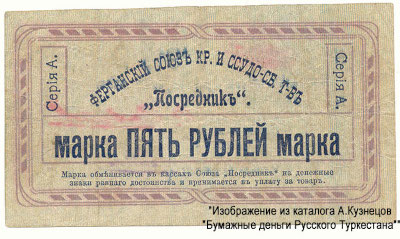 Серія А.
ФЕРГАНСКІЙ СОЮЗЪ КР. И ССУДО-СБ. Т-ВЪ
„Посредникъ“.
Серія А.
марка ПЯТЬ РУБЛЕЙ марка
Марка обмѣнивается въ кассахъ Союза „Посредникъ“ на денежные
знаки равнаго достоинства и принимается въ уплату за товаръ.
"Изображение из каталога А.Кузнецов
"Бумажные деньги Русского Туркестана""